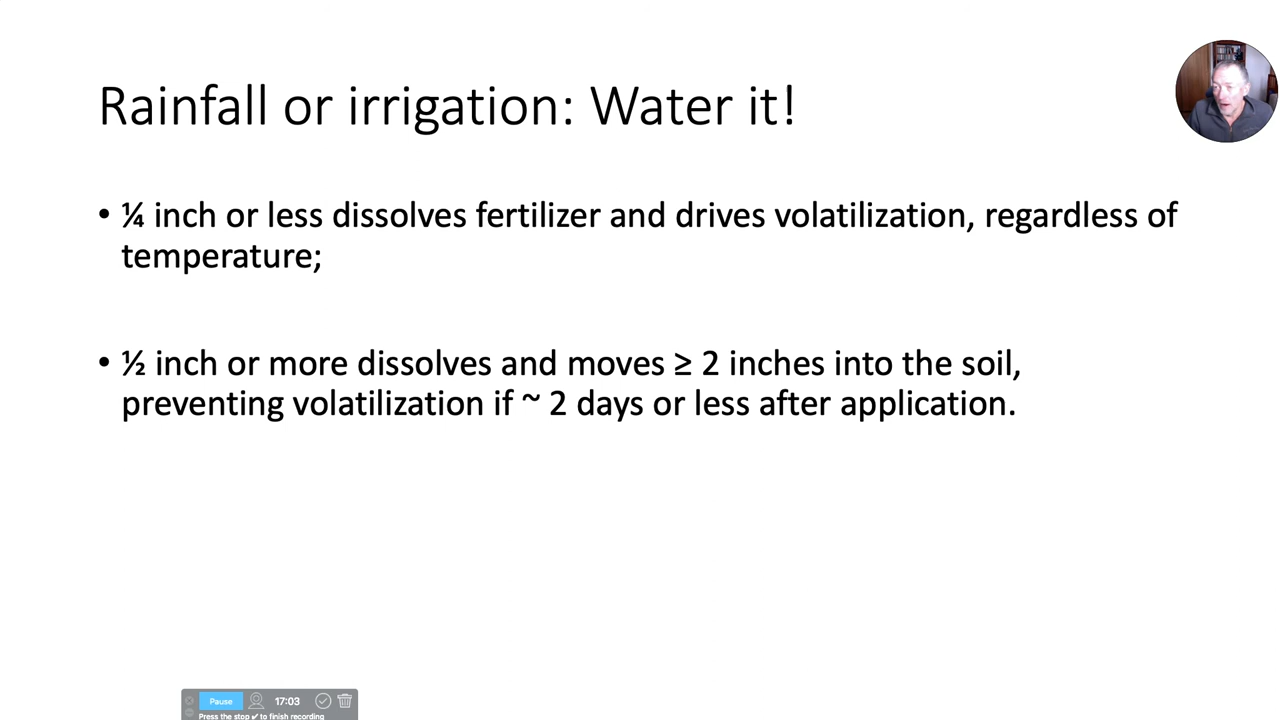 Rainfall or irrigation: Water it!
• ¼ inch or less dissolves fertilizer and drives volatilization, regardless of
temperature;
• ½ inch or more dissolves and moves ≥ 2 inches into the soil,
preventing volatilization if ~ 2 days or less after application.
Pause
17:03
Press the stop ✔ to finish recording